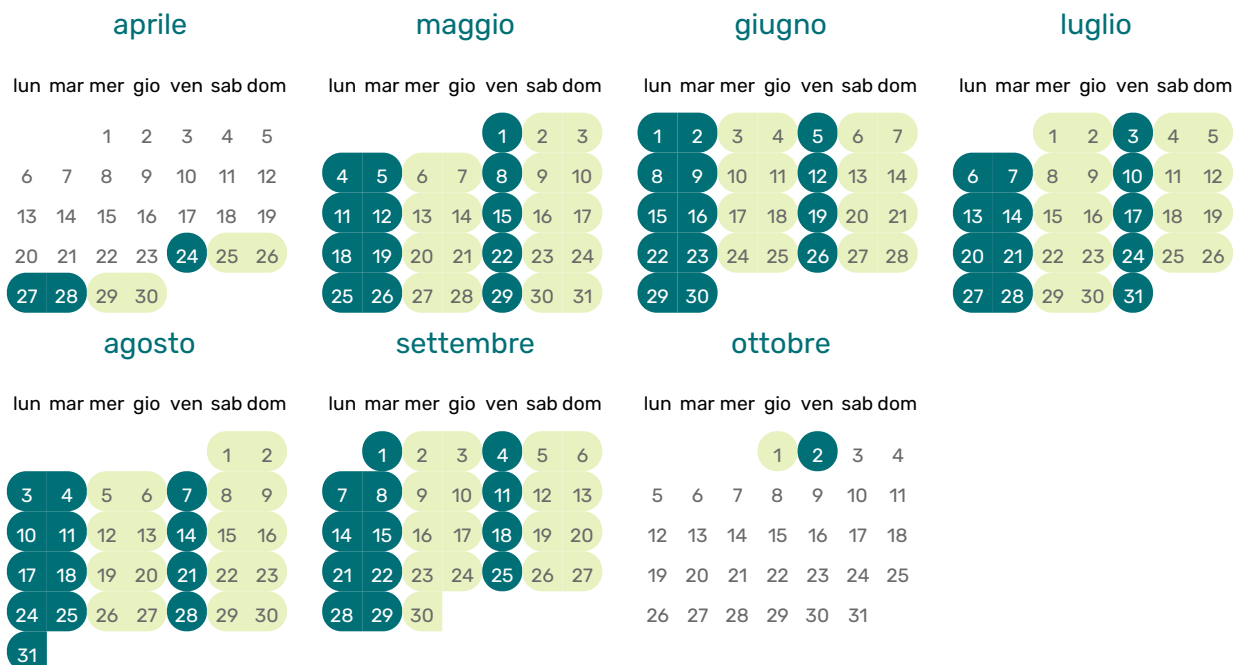 aprile maggio giugno luglio
lun mar mer gio ven sab dom lun mar mer gio ven sab dom lun mar mer gio ven sab dom lun mar mer gio ven sab dom
1 2 3 4 5 1 2 3 1 2 3 4 5 6 7 1 2 3 4 5
6 7 8 9 10 11 12 4 5 6 7 8 9 10 8 9 10 11 12 13 14 6 7 8 9 10 11 12
13 14 15 16 17 18 19 11 12 13 14 15 16 17 15 16 17 18 19 20 21 13 14 15 16 17 18 19
20 21 22 23 24 25 26 18 19 20 21 22 23 24 22 23 24 25 26 27 28 20 21 22 23 24 25 26
27 28 29 30 25 26 27 28 29 30 31 29 30 27 28 29 30 31
agosto settembre ottobre
lun mar mer gio ven sab dom lun mar mer gio ven sab dom lun mar mer gio ven sab dom
1 2 1 2 3 4 5 6 1 2 3 4
3 4 5 6 7 8 9 7 8 9 10 11 12 13 5 6 7 8 9 10 11
10 11 12 13 14 15 16 14 15 16 17 18 19 20 12 13 14 15 16 17 18
17 18 19 20 21 22 23 21 22 23 24 25 26 27 19 20 21 22 23 24 25
24 25 26 27 28 29 30 28 29 30 26 27 28 29 30 31
31